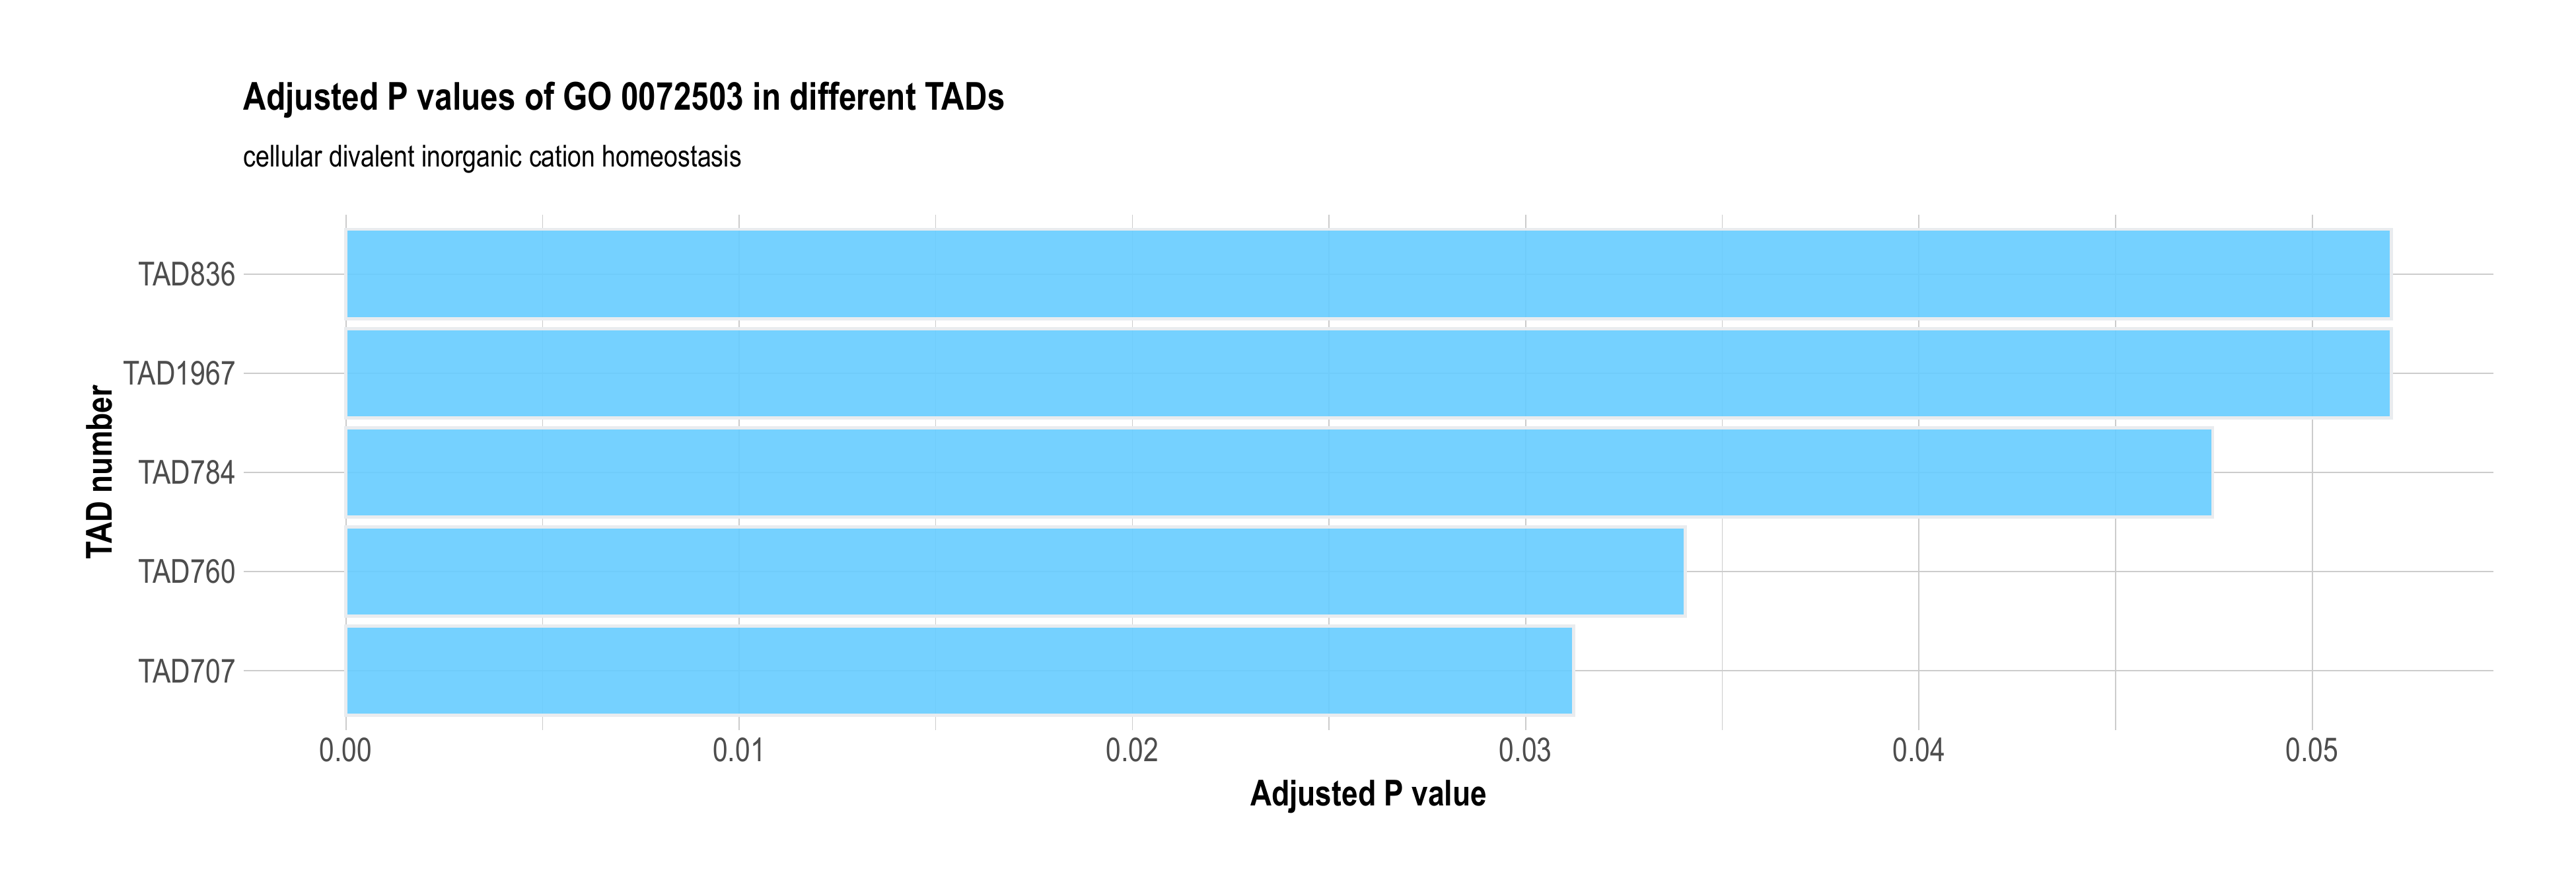 Adjusted P values of GO 0072503 in different TADs
cellular divalent inorganic cation homeostasis
TAD number
TAD836
TAD1967
TAD784
TAD760
TAD707
0.00 0.01 0.02 0.03 0.04 0.05
Adjusted P value